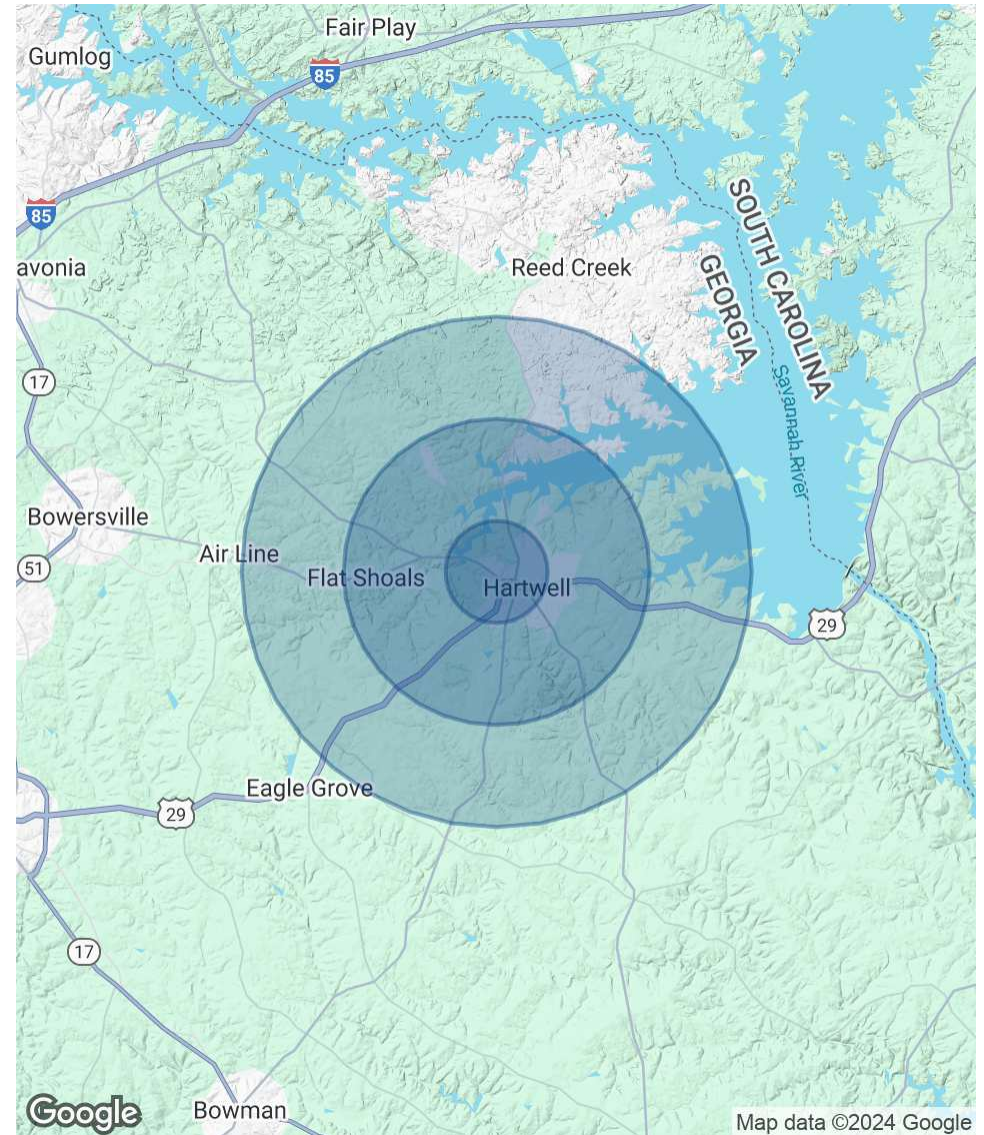 Fair Play
Gumlog
85
85
avonia
Reed Creek
SOUTH CAROLINA
GEORGIA
Savannah River
17
Bowersville
Air Line
51
Flat Shoals
Hartwell
29
Eagle Grove
29
17
Bowman
Google
Map data ©2024 Google